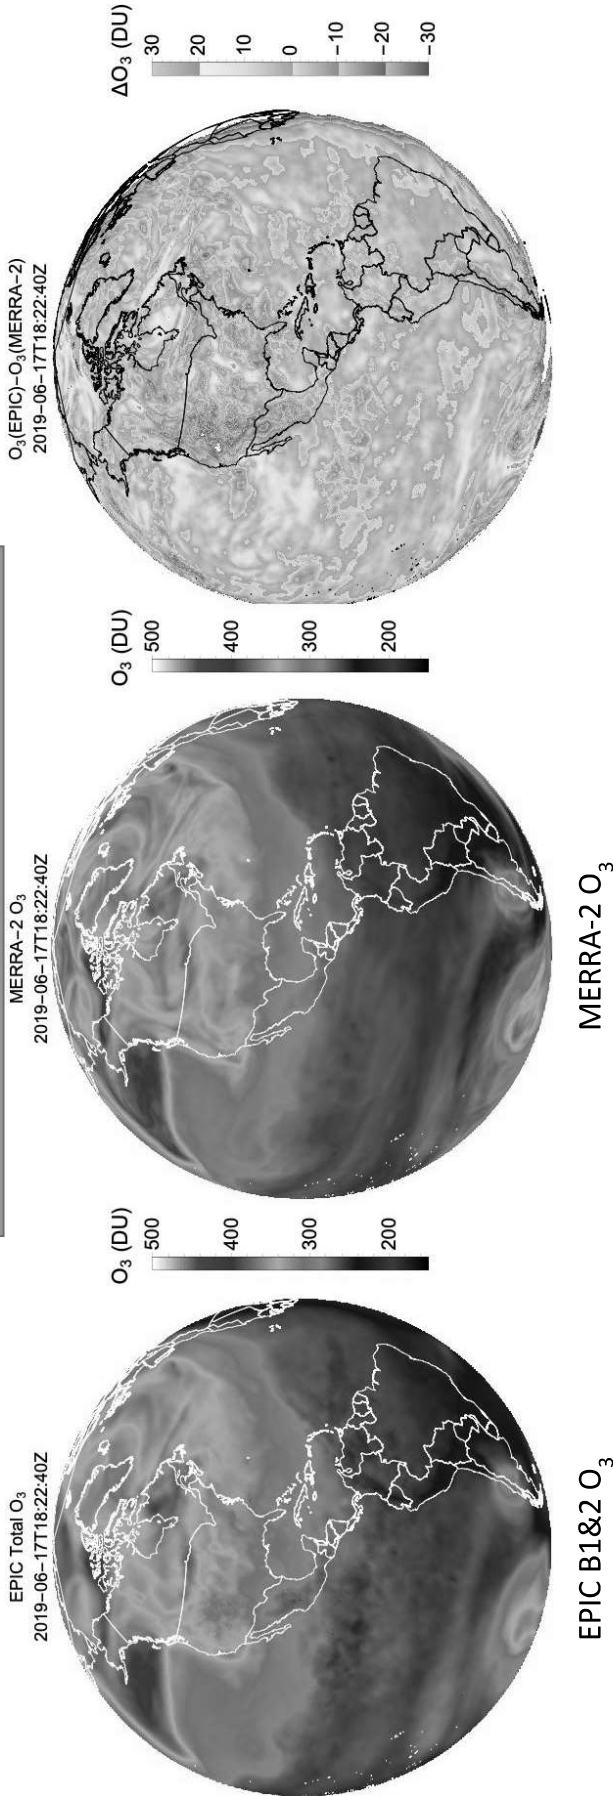 EPIC Total O₃
2019−06−17T18:22:40Z
O₃ (DU)
500
400
300
200
EPIC B1&2 O₃
MERRA−2 O₃
2019−06−17T18:22:40Z
O₃ (DU)
500
400
300
200
MERRA-2 O₃
O₃(EPIC)−O₃(MERRA−2)
2019−06−17T18:22:40Z
ΔO₃ (DU)
30
20
10
0
−10
−20
−30